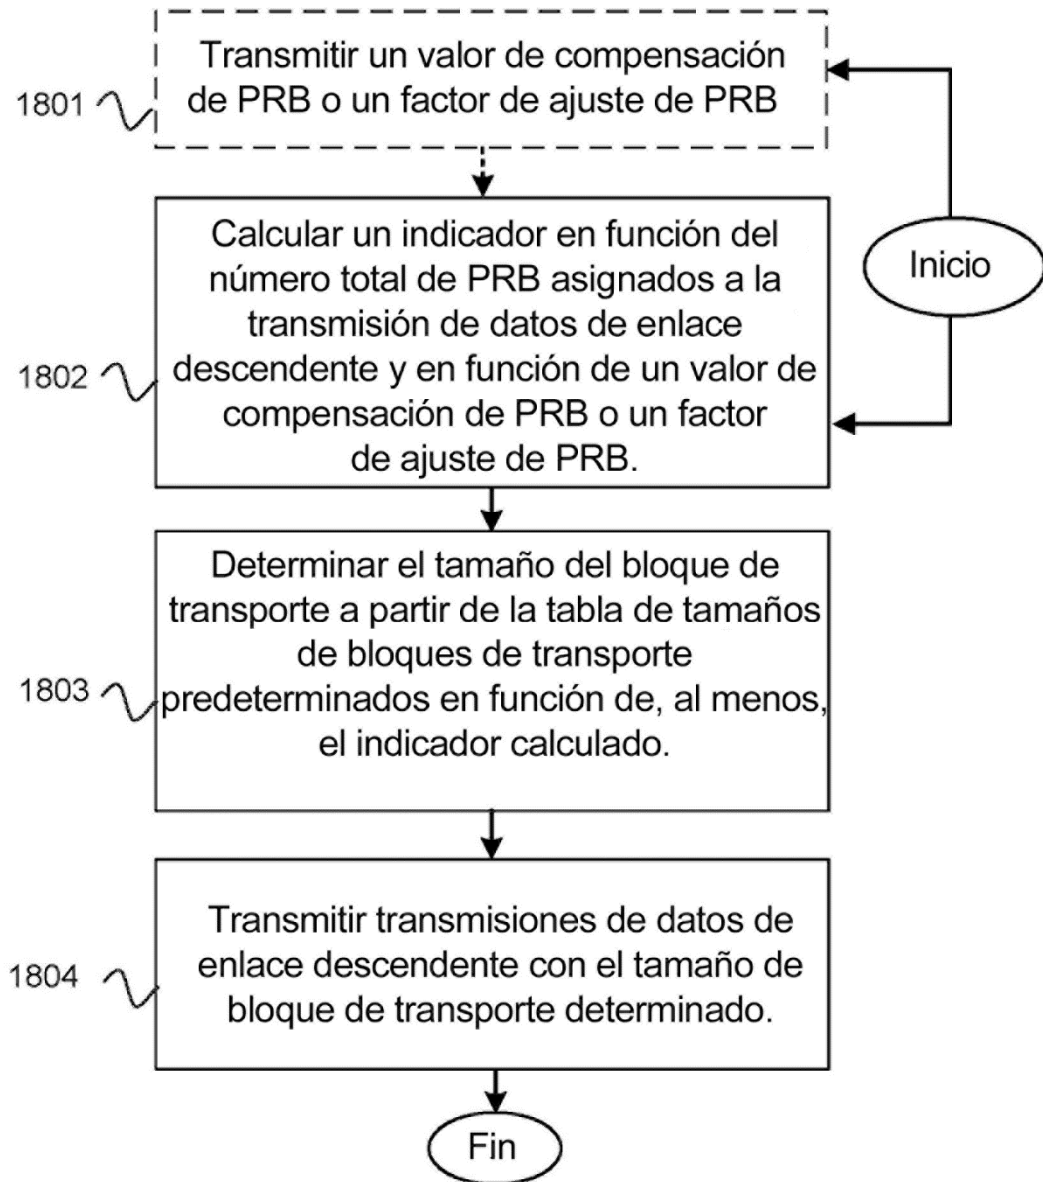 Transmitir un valor de compensación
de PRB o un factor de ajuste de PRB
1801
Inicio
Calcular un indicador en función del
número total de PRB asignados a la
transmisión de datos de enlace
descendente y en función de un valor de
compensación de PRB o un factor
de ajuste de PRB.
1802
Determinar el tamaño del bloque de
transporte a partir de la tabla de tamaños
de bloques de transporte
predeterminados en función de, al menos,
el indicador calculado.
1803
Transmitir transmisiones de datos de
enlace descendente con el tamaño de
bloque de transporte determinado.
1804
Fin